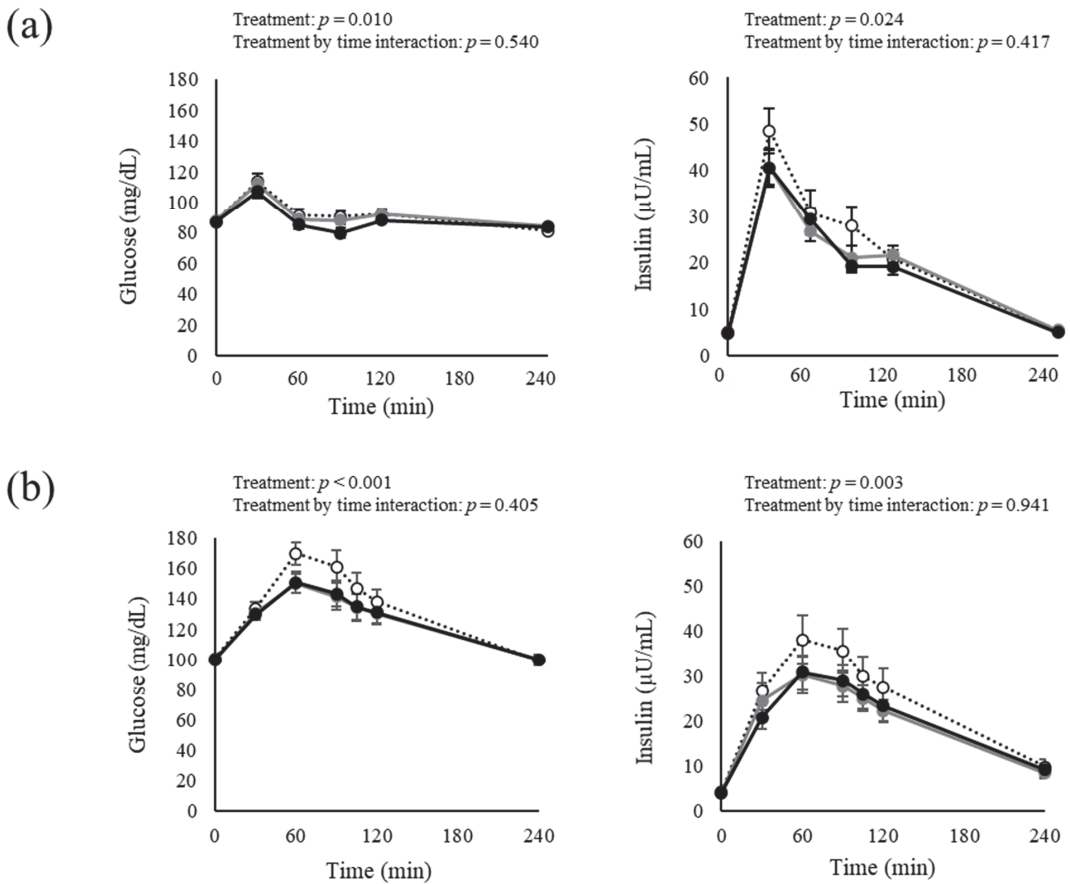 (a)
Treatment: p = 0.010
Treatment by time interaction: p = 0.540
Glucose (mg/dL)
180
160
140
120
100
80
60
40
20
0
0 60 120 180 240
Time (min)
Treatment: p = 0.024
Treatment by time interaction: p = 0.417
Insulin (µU/mL)
60
50
40
30
20
10
0
0 60 120 180 240
Time (min)
(b)
Treatment: p < 0.001
Treatment by time interaction: p = 0.405
Glucose (mg/dL)
180
160
140
120
100
80
60
40
20
0
0 60 120 180 240
Time (min)
Treatment: p = 0.003
Treatment by time interaction: p = 0.941
Insulin (µU/mL)
60
50
40
30
20
10
0
0 60 120 180 240
Time (min)